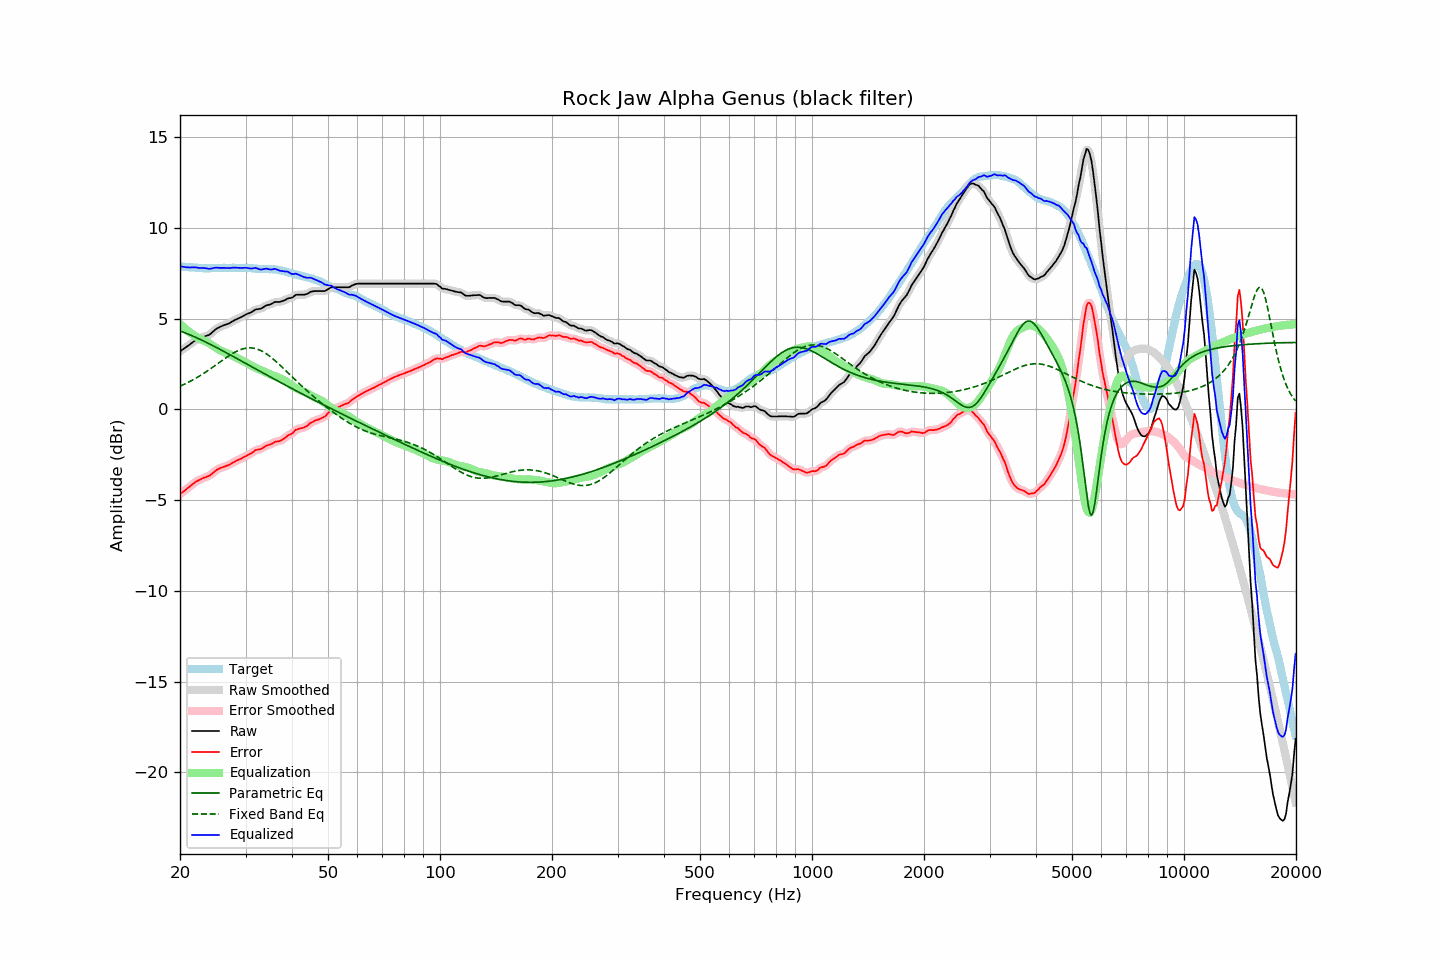 Rock Jaw Alpha Genus (black filter)
15
10
5
0
−5
−10
−15
−20
Amplitude (dBr)
Target
Raw Smoothed
Error Smoothed
Raw
Error
Equalization
Parametric Eq
Fixed Band Eq
Equalized
20 50 100 200 500 1000 2000 5000 10000 20000
Frequency (Hz)